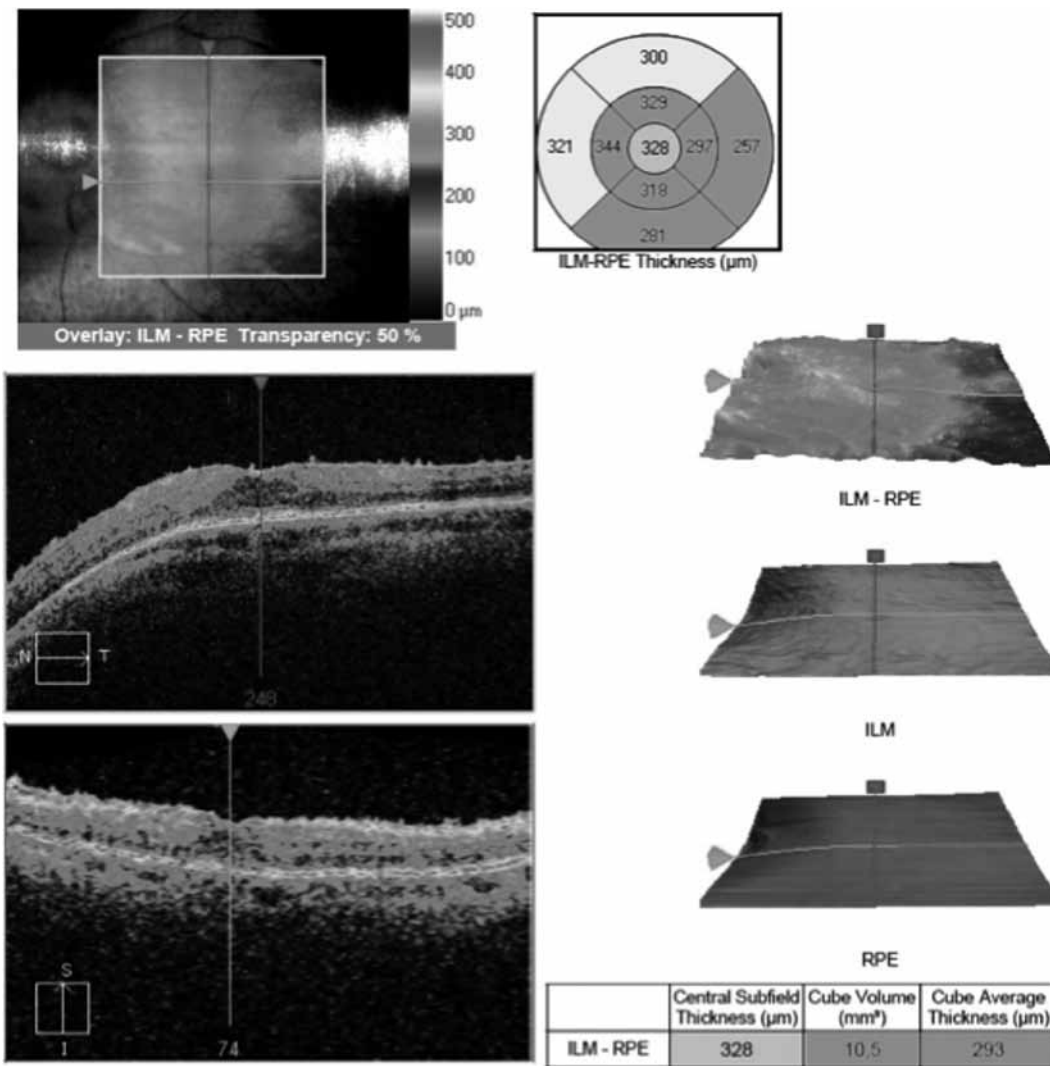 500
400
300
200
100
0 µm
Overlay: ILM - RPE Transparency: 50 %
300
329
321
344
328
297
257
318
281
ILM-RPE Thickness (µm)
ILM - RPE
N
T
248
ILM
S
I
74
RPE
Central Subfield Thickness (µm)
Cube Volume (mm³)
Cube Average Thickness (µm)
ILM - RPE 328 10,5 293